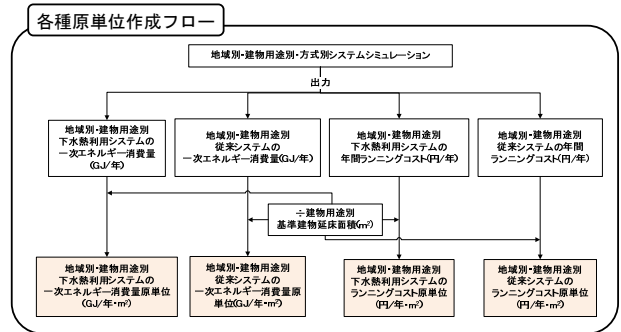 各種原単位作成フロー
地域別・建物用途別・方式別システムシミュレーション
出力
地域別・建物用途別
下水熱利用システムの
一次エネルギー消費量
(GJ/年)
地域別・建物用途別
従来システムの
一次エネルギー消費量(GJ/年)
地域別・建物用途別
下水熱利用システムの
年間ランニングコスト(円/年)
地域別・建物用途別
従来システムの年間
ランニングコスト(円/年)
÷建物用途別
基準建物延床面積(m²)
地域別・建物用途別
下水熱利用システムの
一次エネルギー消費量原単位
(GJ/年・m²)
地域別・建物用途別
従来システムの
一次エネルギー消費量原
単位(GJ/年・m²)
地域別・建物用途別
下水熱利用システムの
ランニングコスト原単位
(円/年・m²)
地域別・建物用途別
従来システムの
ランニングコスト原単位
(円/年・m²)